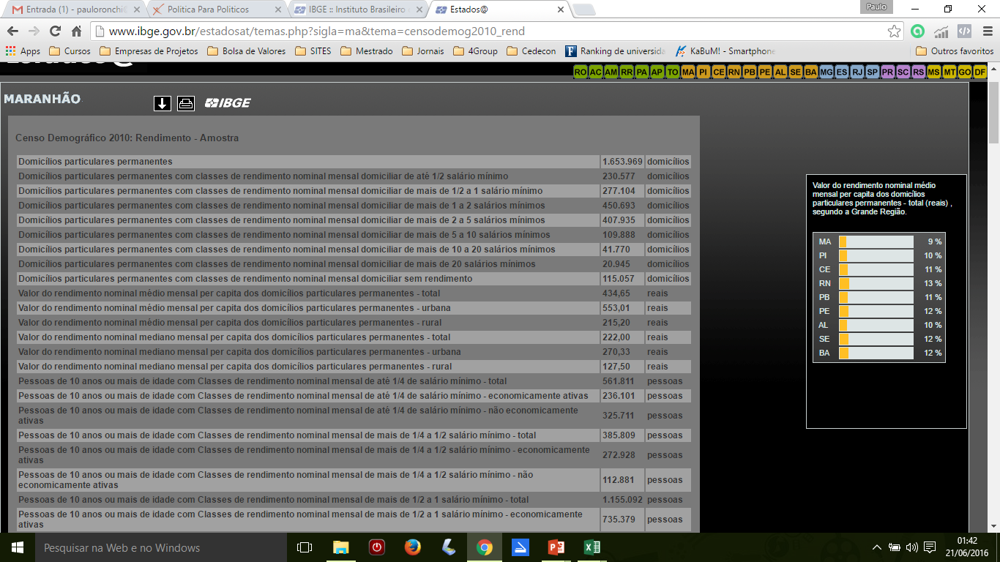 Entrada (1) - pauloronchi@
Politica Para Politicos
IBGE :: Instituto Brasileiro
Estados@
Paulo
www.ibge.gov.br/estadosat/temas.php?sigla=ma&tema=censodemog2010_rend
Apps Cursos Empresas de Projetos Bolsa de Valores SITES Mestrado Jornais 4Group Cedecon Ranking de universida KaBuM! - Smartphone Outros favoritos
RO AC AM RR PA AP TO MA PI CE RN PB PE AL SE BA MG ES RJ SP PR SC RS MS MT GO DF
MARANHÃO
IBGE
Censo Demográfico 2010: Rendimento - Amostra
Domicílios particulares permanentes 1.653.969 domicílios
Domicílios particulares permanentes com classes de rendimento nominal mensal domiciliar de até 1/2 salário mínimo 230.577 domicílios
Domicílios particulares permanentes com classes de rendimento nominal mensal domiciliar de mais de 1/2 a 1 salário mínimo 277.104 domicílios
Domicílios particulares permanentes com classes de rendimento nominal mensal domiciliar de mais de 1 a 2 salários mínimos 450.693 domicílios
Domicílios particulares permanentes com classes de rendimento nominal mensal domiciliar de mais de 2 a 5 salários mínimos 407.935 domicílios
Domicílios particulares permanentes com classes de rendimento nominal mensal domiciliar de mais de 5 a 10 salários mínimos 109.888 domicílios
Domicílios particulares permanentes com classes de rendimento nominal mensal domiciliar de mais de 10 a 20 salários mínimos 41.770 domicílios
Domicílios particulares permanentes com classes de rendimento nominal mensal domiciliar de mais de 20 salários mínimos 20.945 domicílios
Domicílios particulares permanentes com classes de rendimento nominal mensal domiciliar sem rendimento 115.057 domicílios
Valor do rendimento nominal médio mensal per capita dos domicílios particulares permanentes - total 434,65 reais
Valor do rendimento nominal médio mensal per capita dos domicílios particulares permanentes - urbana 553,01 reais
Valor do rendimento nominal médio mensal per capita dos domicílios particulares permanentes - rural 215,20 reais
Valor do rendimento nominal mediano mensal per capita dos domicílios particulares permanentes - total 222,00 reais
Valor do rendimento nominal mediano mensal per capita dos domicílios particulares permanentes - urbana 270,33 reais
Valor do rendimento nominal mediano mensal per capita dos domicílios particulares permanentes - rural 127,50 reais
Pessoas de 10 anos ou mais de idade com Classes de rendimento nominal mensal de até 1/4 de salário mínimo - total 561.811 pessoas
Pessoas de 10 anos ou mais de idade com Classes de rendimento nominal mensal de até 1/4 de salário mínimo - economicamente ativas 236.101 pessoas
Pessoas de 10 anos ou mais de idade com Classes de rendimento nominal mensal de até 1/4 de salário mínimo - não economicamente
ativas 325.711 pessoas
Pessoas de 10 anos ou mais de idade com Classes de rendimento nominal mensal de mais de 1/4 a 1/2 salário mínimo - total 385.809 pessoas
Pessoas de 10 anos ou mais de idade com Classes de rendimento nominal mensal de mais de 1/4 a 1/2 salário mínimo - economicamente
ativas 272.928 pessoas
Pessoas de 10 anos ou mais de idade com Classes de rendimento nominal mensal de mais de 1/4 a 1/2 salário mínimo - não
economicamente ativas 112.881 pessoas
Pessoas de 10 anos ou mais de idade com Classes de rendimento nominal mensal de mais de 1/2 a 1 salário mínimo - total 1.155.092 pessoas
Pessoas de 10 anos ou mais de idade com Classes de rendimento nominal mensal de mais de 1/2 a 1 salário mínimo - economicamente
ativas 735.379 pessoas
Valor do rendimento nominal médio
mensal per capita dos domicílios
particulares permanentes - total (reais) ,
segundo a Grande Região.
MA 9 %
PI 10 %
CE 11 %
RN 13 %
PB 11 %
PE 12 %
AL 10 %
SE 12 %
BA 12 %
Pesquisar na Web e no Windows
01:42
21/06/2016